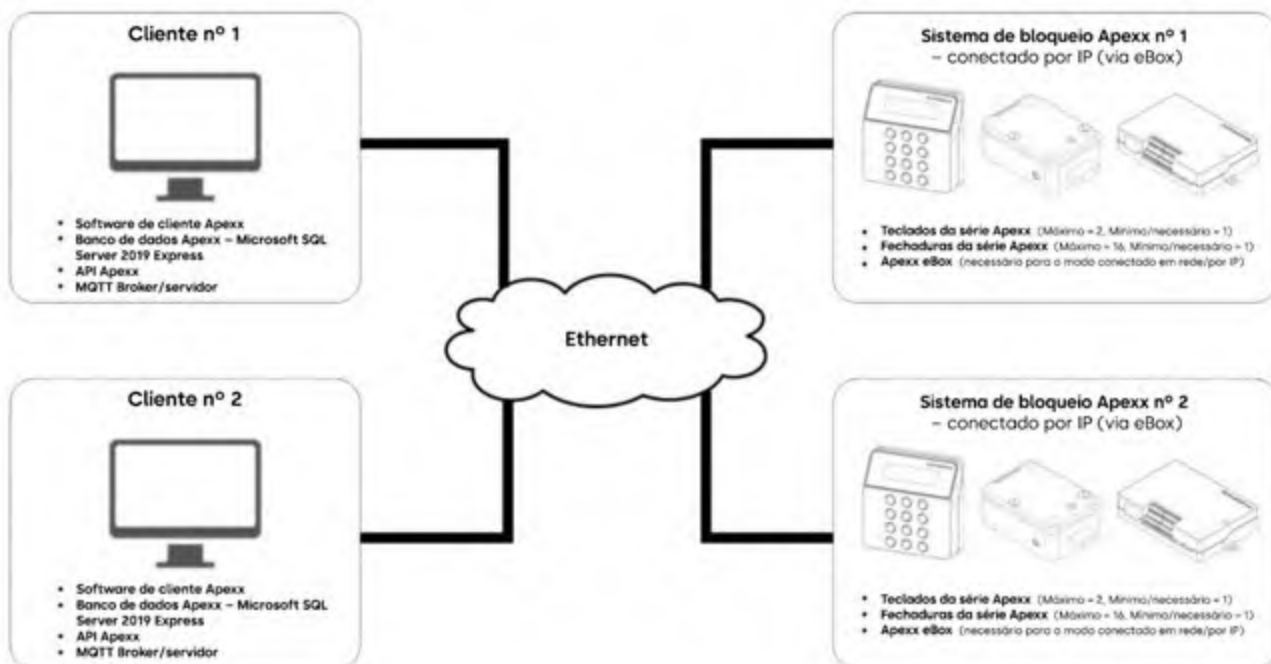 Cliente nº 1
• Software de cliente Apexx
• Banco de dados Apexx – Microsoft SQL
Server 2019 Express
• API Apexx
• MQTT Broker/servidor
Sistema de bloqueio Apexx nº 1
– conectado por IP (via eBox)
• Teclados da série Apexx (Máximo = 2, Mínimo/necessário = 1)
• Fechaduras da série Apexx (Máximo = 16, Mínimo/necessário = 1)
• Apexx eBox (necessário para o modo conectado em rede/por IP)
Ethernet
Cliente nº 2
• Software de cliente Apexx
• Banco de dados Apexx – Microsoft SQL
Server 2019 Express
• API Apexx
• MQTT Broker/servidor
Sistema de bloqueio Apexx nº 2
– conectado por IP (via eBox)
• Teclados da série Apexx (Máximo = 2, Mínimo/necessário = 1)
• Fechaduras da série Apexx (Máximo = 16, Mínimo/necessário = 1)
• Apexx eBox (necessário para o modo conectado em rede/por IP)